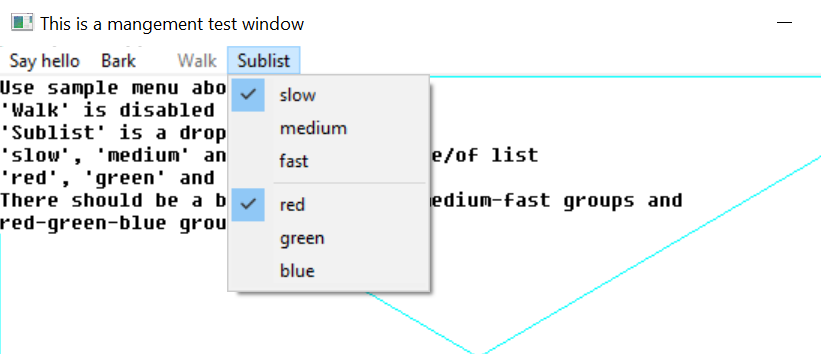 This is a mangement test window
Say hello Bark Walk Sublist
Use sample menu abo
'Walk' is disabled
'Sublist' is a drop
'slow', 'medium' an e/of list
'red', 'green' and
There should be a b medium-fast groups and
red-green-blue grou
slow
medium
fast
red
green
blue